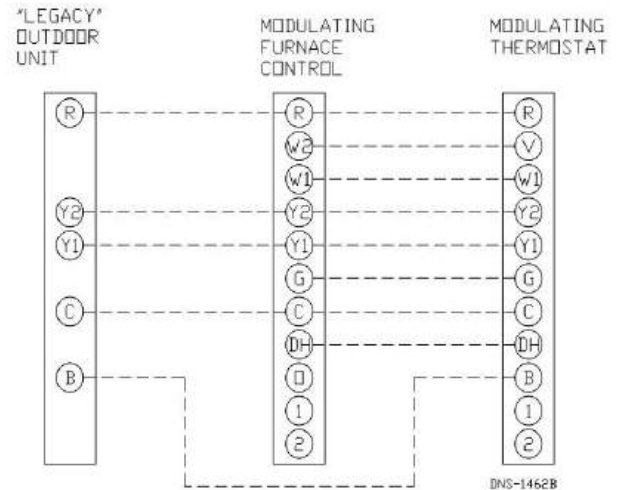 "LEGACY"
OUTDOOR
UNIT
MODULATING
FURNACE
CONTROL
MODULATING
THERMOSTAT
R R R
W2 V
W1 W1
Y2 Y2 Y2
Y1 Y1 Y1
G G
C C C
DH DH
B O B
1 1
2 2
DNS-1462B